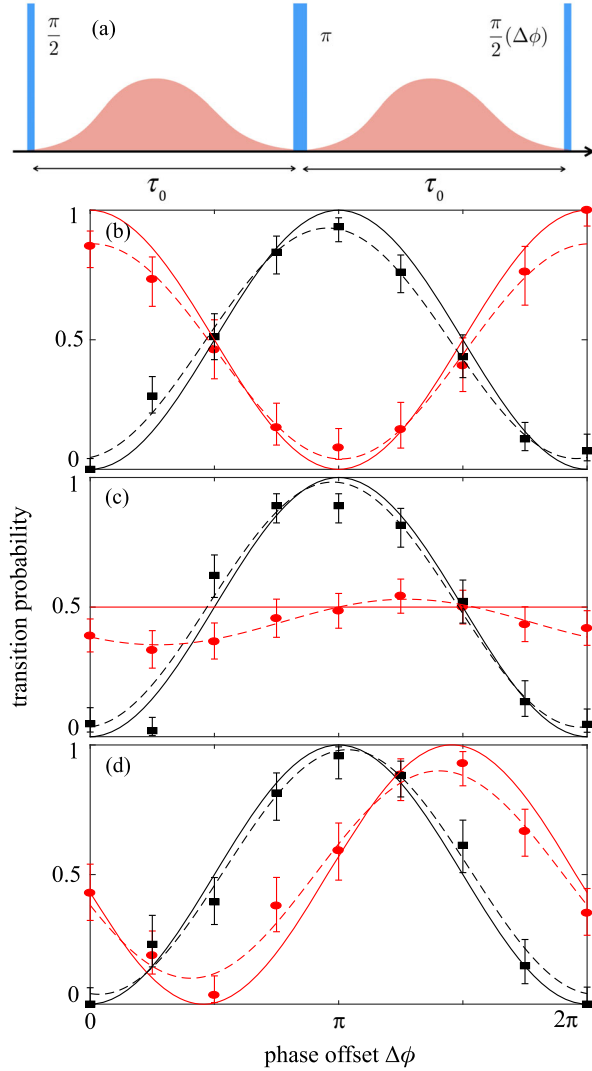 π/2
(a)
π
π/2(Δϕ)
τ0
τ0
1
(b)
0.5
0
1
(c)
0.5
0
1
(d)
0.5
0
0
π
2π
transition probability
phase offset Δϕ